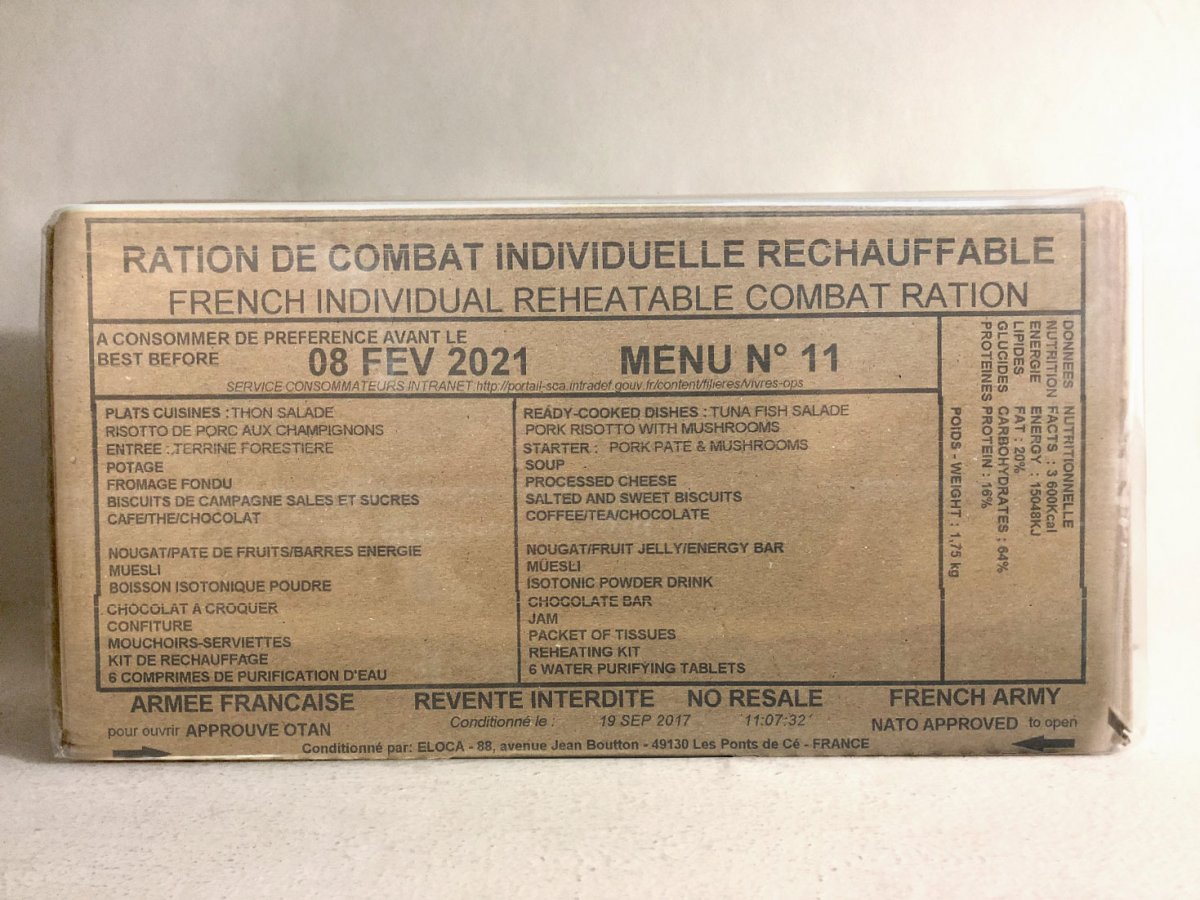 RATION DE COMBAT INDIVIDUELLE RECHAUFFABLE
FRENCH INDIVIDUAL REHEATABLE COMBAT RATION
A CONSOMMER DE PREFERENCE AVANT LE
BEST BEFORE 08 FEV 2021 MENU N° 11
SERVICE CONSOMMATEURS INTRANET http://portail-sca.intradef.gouv.fr/content/filieres/vivres-ops
PLATS CUISINES : THON SALADE
RISOTTO DE PORC AUX CHAMPIGNONS
ENTREE : TERRINE FORESTIERE
POTAGE
FROMAGE FONDU
BISCUITS DE CAMPAGNE SALES ET SUCRES
CAFE/THE/CHOCOLAT
NOUGAT/PATE DE FRUITS/BARRES ENERGIE
MUESLI
BOISSON ISOTONIQUE POUDRE
CHOCOLAT A CROQUER
CONFITURE
MOUCHOIRS-SERVIETTES
KIT DE RECHAUFFAGE
6 COMPRIMES DE PURIFICATION D'EAU
READY-COOKED DISHES : TUNA FISH SALADE
PORK RISOTTO WITH MUSHROOMS
STARTER : PORK PATE & MUSHROOMS
SOUP
PROCESSED CHEESE
SALTED AND SWEET BISCUITS
COFFEE/TEA/CHOCOLATE
NOUGAT/FRUIT JELLY/ENERGY BAR
MÜESLI
ISOTONIC POWDER DRINK
CHOCOLATE BAR
JAM
PACKET OF TISSUES
REHEATING KIT
6 WATER PURIFYING TABLETS
DONNEES NUTRITIONNELLE
NUTRITION FACTS : 3 600Kcal
ENERGIE ENERGY : 15048KJ
LIPIDES FAT : 20%
GLUCIDES CARBOHYDRATES : 64%
PROTEINES PROTEIN : 16%
POIDS - WEIGHT : 1,75 kg
ARMEE FRANCAISE REVENTE INTERDITE NO RESALE FRENCH ARMY
pour ouvrir APPROUVE OTAN Conditionné le : 19 SEP 2017 11:07:32' NATO APPROVED to open
Conditionné par: ELOCA - 88, avenue Jean Boutton - 49130 Les Ponts de Cé - FRANCE